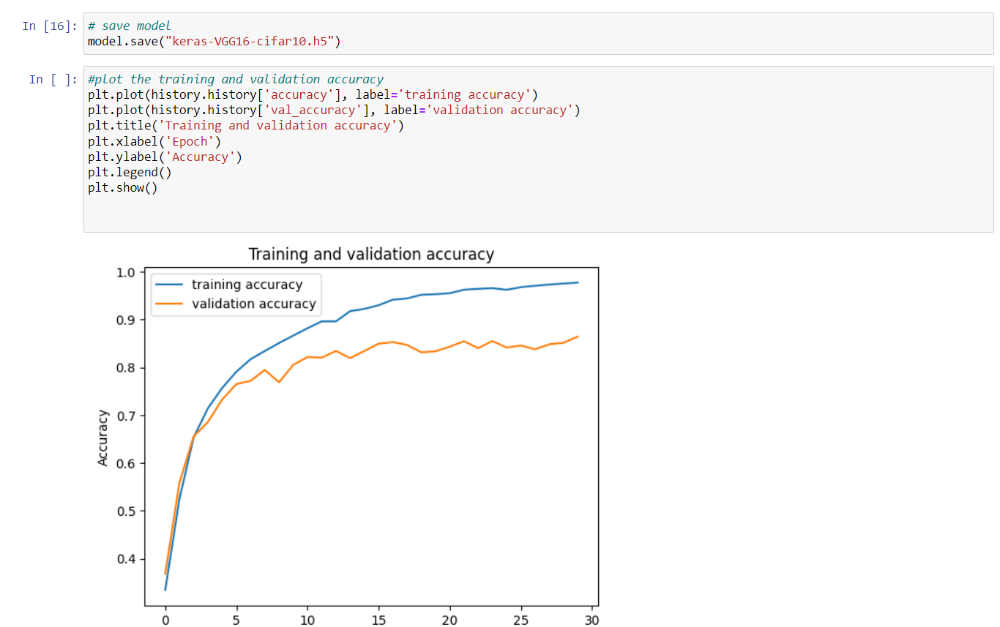 In [16]: # save model
model.save("keras-VGG16-cifar10.h5")
In [ ]: #plot the training and validation accuracy
plt.plot(history.history['accuracy'], label='training accuracy')
plt.plot(history.history['val_accuracy'], label='validation accuracy')
plt.title('Training and validation accuracy')
plt.xlabel('Epoch')
plt.ylabel('Accuracy')
plt.legend()
plt.show()
Training and validation accuracy
training accuracy
validation accuracy
1.0
0.9
0.8
0.7
0.6
0.5
0.4
Accuracy
0 5 10 15 20 25 30